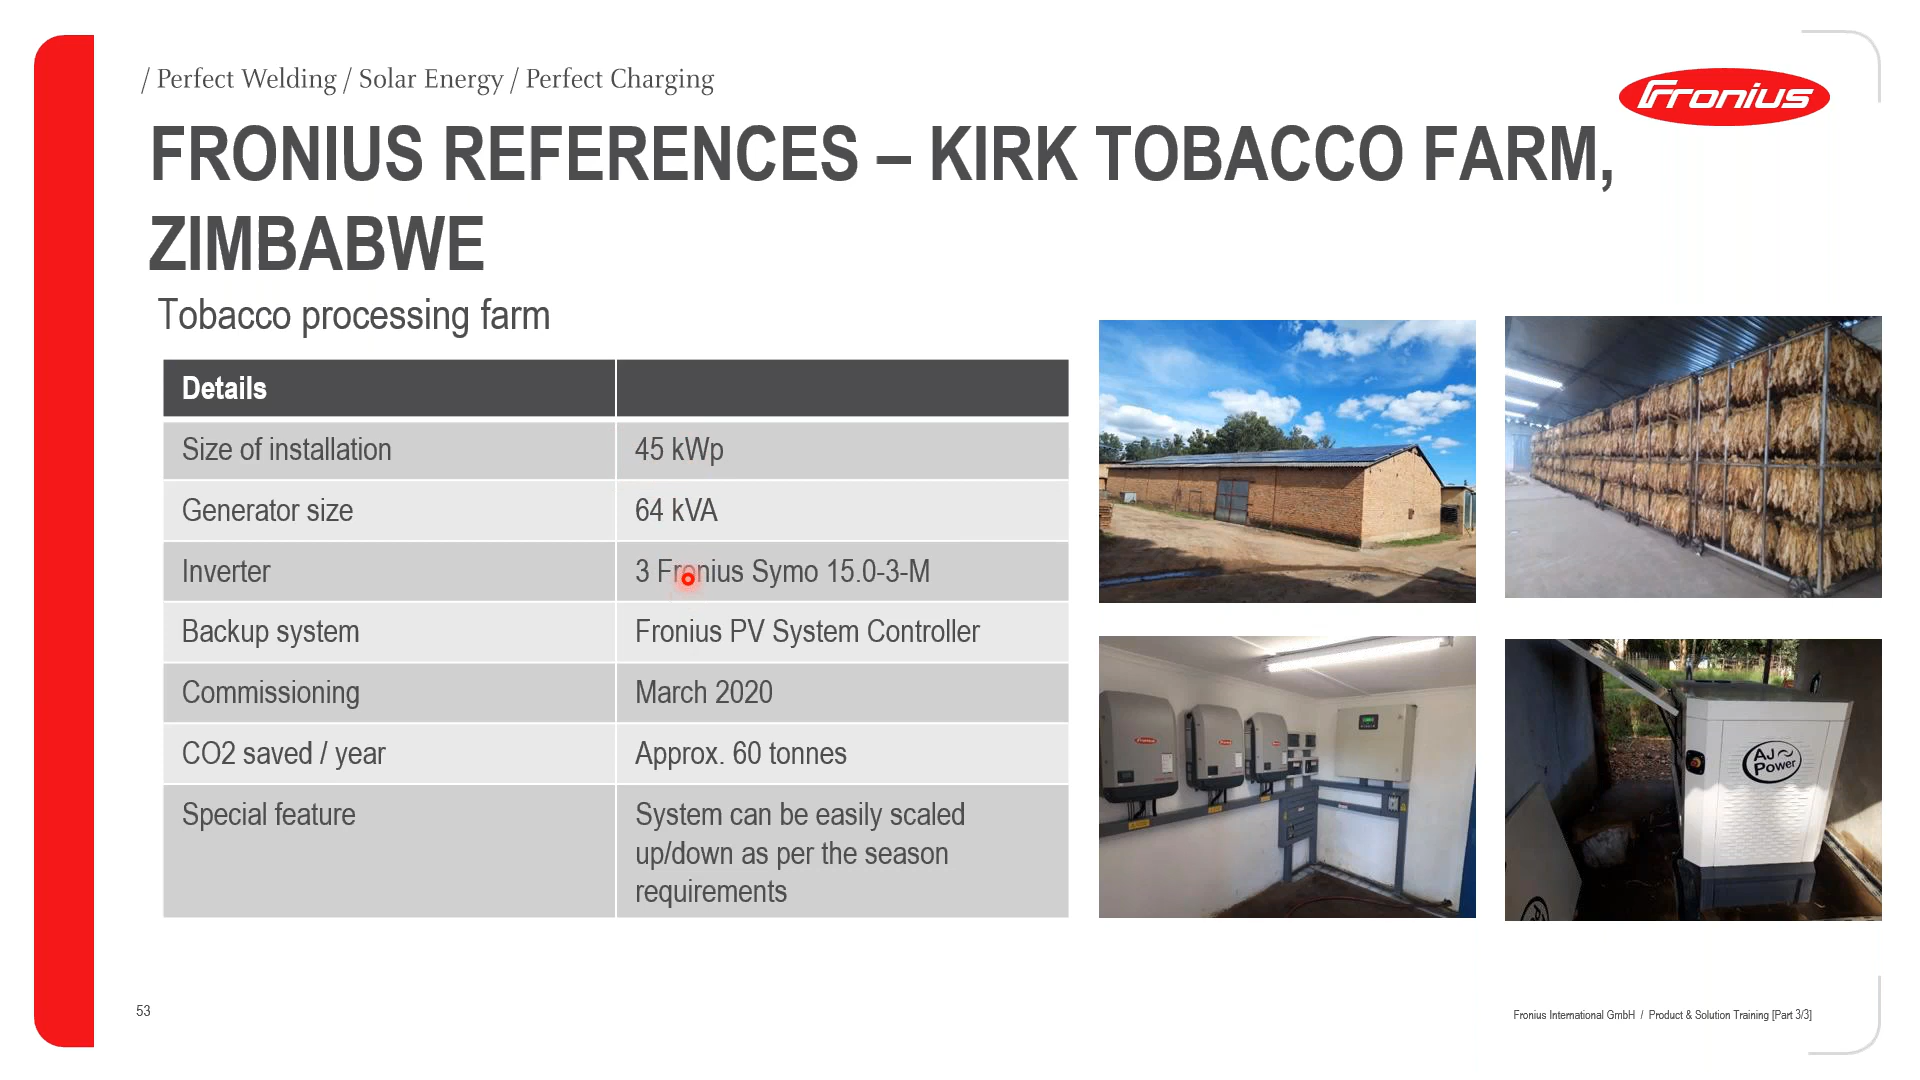 / Perfect Welding / Solar Energy / Perfect Charging
Fronius
FRONIUS REFERENCES – KIRK TOBACCO FARM,
ZIMBABWE
Tobacco processing farm
Details
Size of installation 45 kWp
Generator size 64 kVA
Inverter 3 Fronius Symo 15.0-3-M
Backup system Fronius PV System Controller
Commissioning March 2020
CO2 saved / year Approx. 60 tonnes
Special feature System can be easily scaled
up/down as per the season
requirements
AJ
Power
53
Fronius International GmbH / Product & Solution Training [Part 3/3]